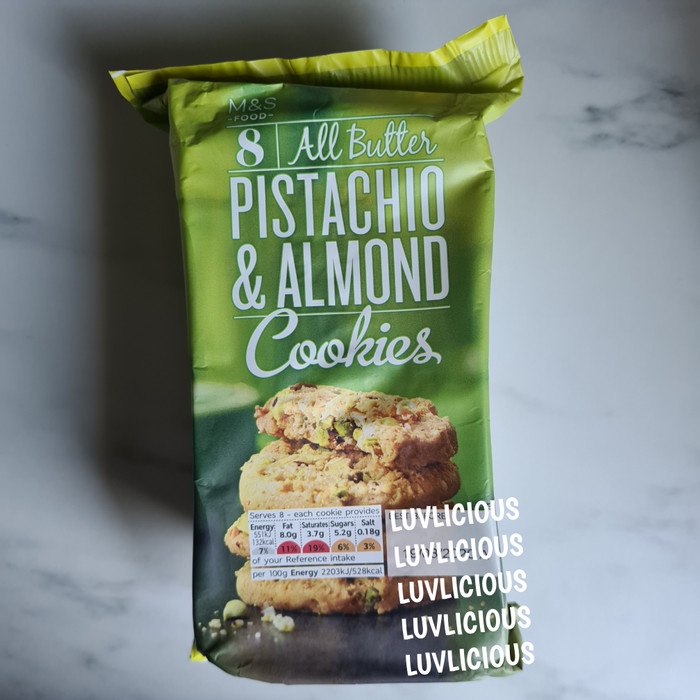 M&S
-FOOD-
8 All Butter
PISTACHIO
& ALMOND
Cookies
Serves 8 - each cookie provides
Energy Fat Saturates Sugars Salt
551kJ 8.0g 3.7g 5.2g 0.18g
132kcal
7% 11% 19% 6% 3%
of your Reference intake
per 100g Energy 2203kJ/528kcal
LUVLICIOUS
LUVLICIOUS
LUVLICIOUS
LUVLICIOUS
LUVLICIOUS